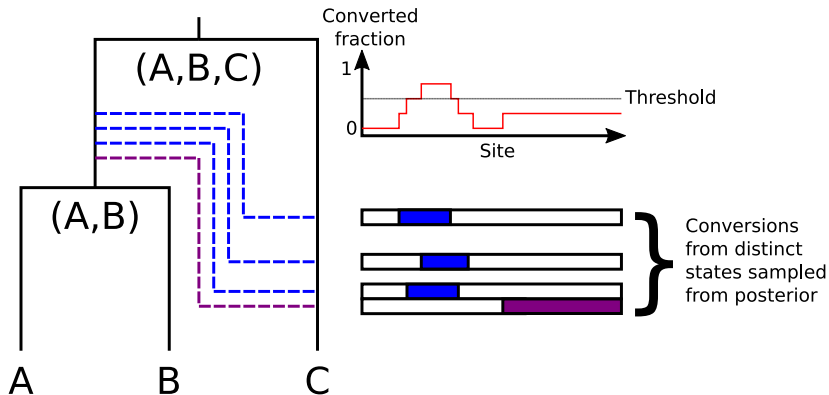 (A,B,C)
(A,B)
A
B
C
Converted
fraction
1
Threshold
0
Site
Conversions
from distinct
states sampled
from posterior